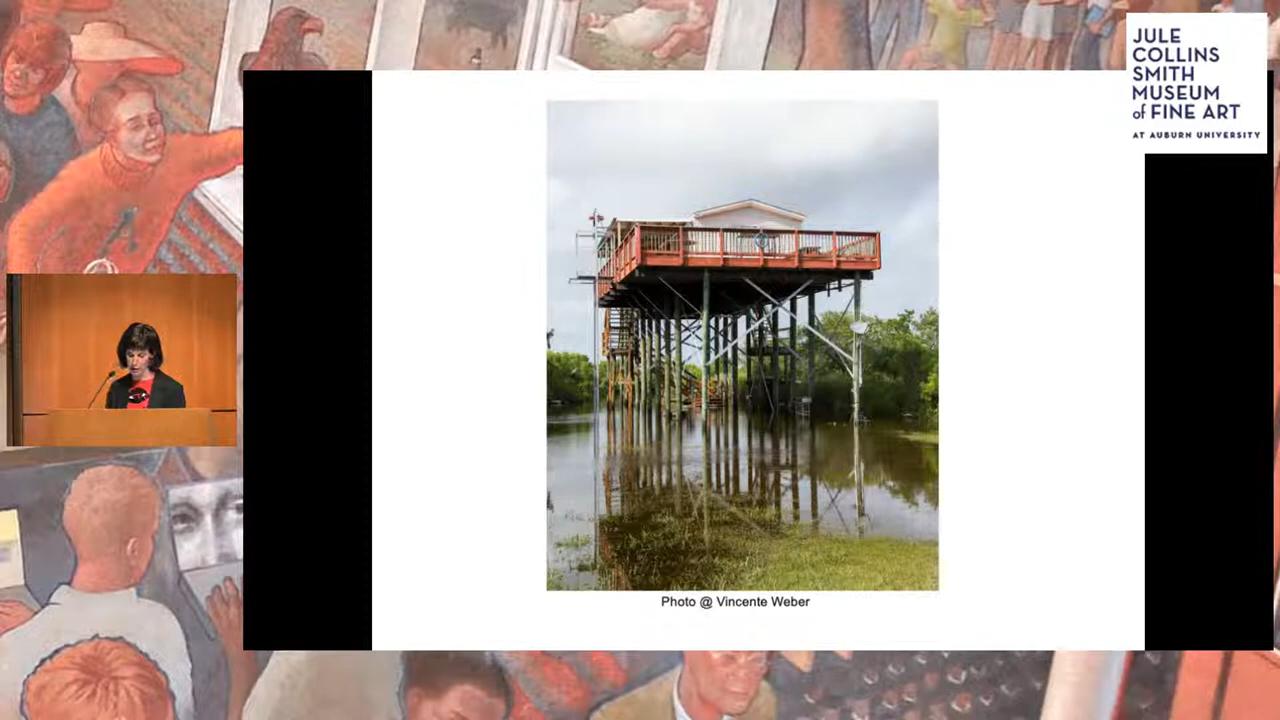 JULE
COLLINS
SMITH
MUSEUM
of FINE ART
AT AUBURN UNIVERSITY
A
Photo @ Vincente Weber